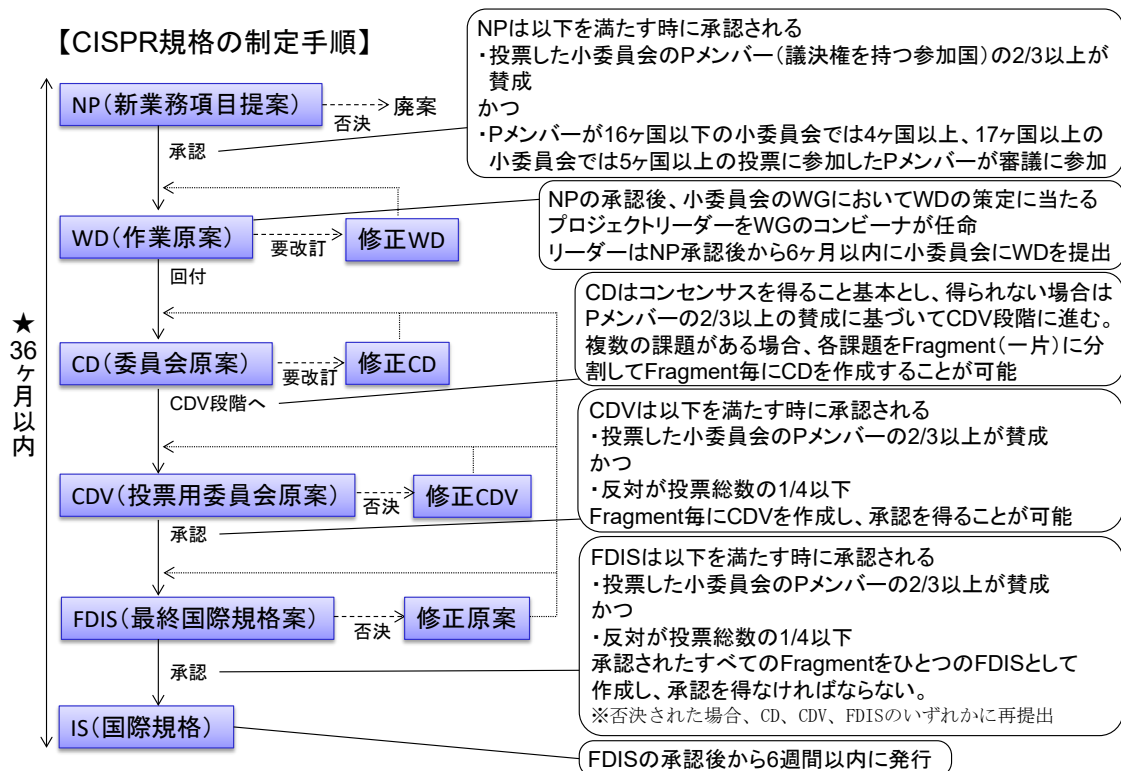 【CISPR規格の制定手順】
NPは以下を満たす時に承認される
・投票した小委員会のPメンバー（議決権を持つ参加国）の2/3以上が
賛成
かつ
・Pメンバーが16ヶ国以下の小委員会では4ヶ国以上、17ヶ国以上の
小委員会では5ヶ国以上の投票に参加したPメンバーが審議に参加
NP（新業務項目提案）
否決
廃案
承認
NPの承認後、小委員会のWGにおいてWDの策定に当たる
プロジェクトリーダーをWGのコンビーナが任命
リーダーはNP承認後から6ヶ月以内に小委員会にWDを提出
WD（作業原案）
要改訂
修正WD
回付
CDはコンセンサスを得ること基本とし、得られない場合は
Pメンバーの2/3以上の賛成に基づいてCDV段階に進む。
複数の課題がある場合、各課題をFragment（一片）に分
割してFragment毎にCDを作成することが可能
★36ヶ月以内
CD（委員会原案）
要改訂
修正CD
CDV段階へ
CDVは以下を満たす時に承認される
・投票した小委員会のPメンバーの2/3以上が賛成
かつ
・反対が投票総数の1/4以下
Fragment毎にCDVを作成し、承認を得ることが可能
CDV（投票用委員会原案）
否決
修正CDV
承認
FDISは以下を満たす時に承認される
・投票した小委員会のPメンバーの2/3以上が賛成
かつ
・反対が投票総数の1/4以下
承認されたすべてのFragmentをひとつのFDISとして
作成し、承認を得なければならない。
※否決された場合、CD、CDV、FDISのいずれかに再提出
FDIS（最終国際規格案）
否決
修正原案
承認
IS（国際規格）
FDISの承認後から6週間以内に発行